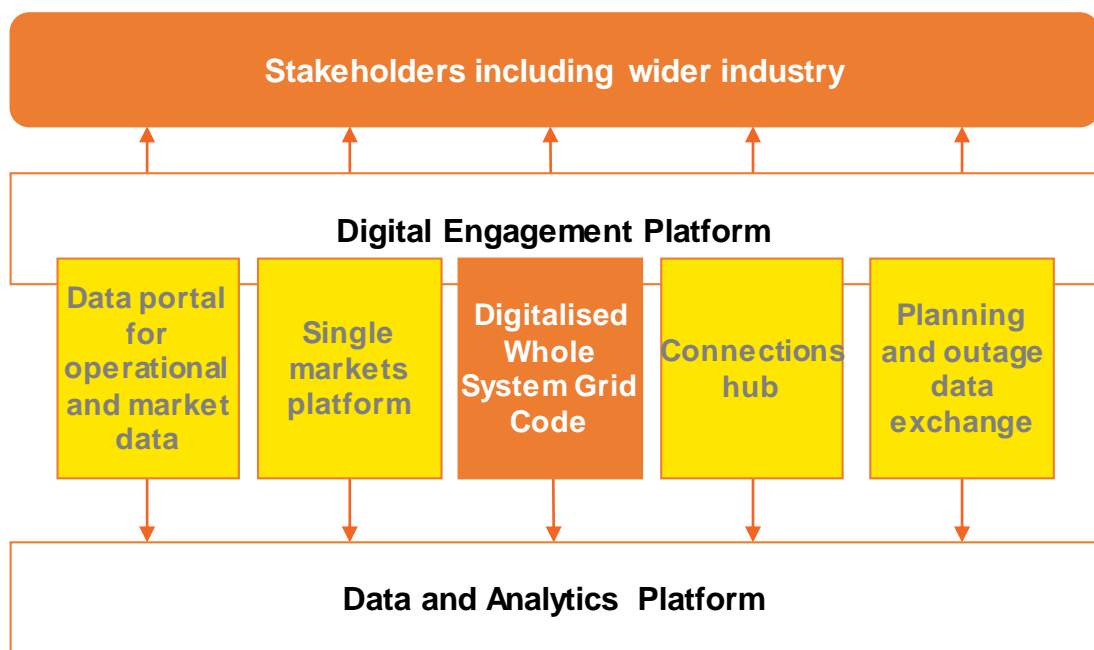 Stakeholders including wider industry
Digital Engagement Platform
Data portal
for
operational
and market
data
Single
markets
platform
Digitalised
Whole
System Grid
Code
Connections
hub
Planning
and outage
data
exchange
Data and Analytics Platform